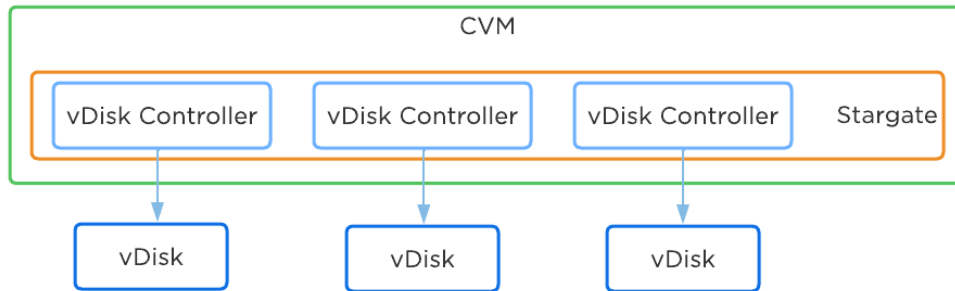 CVM
vDisk Controller
vDisk Controller
vDisk Controller
Stargate
vDisk
vDisk
vDisk